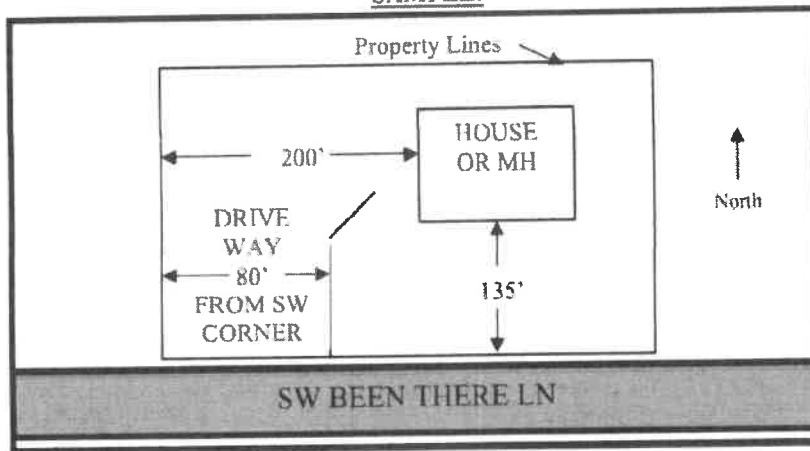 Property Lines
HOUSE
OR MH
200'
North
DRIVE
WAY
80'
FROM SW
CORNER
135'
SW BEEN THERE LN